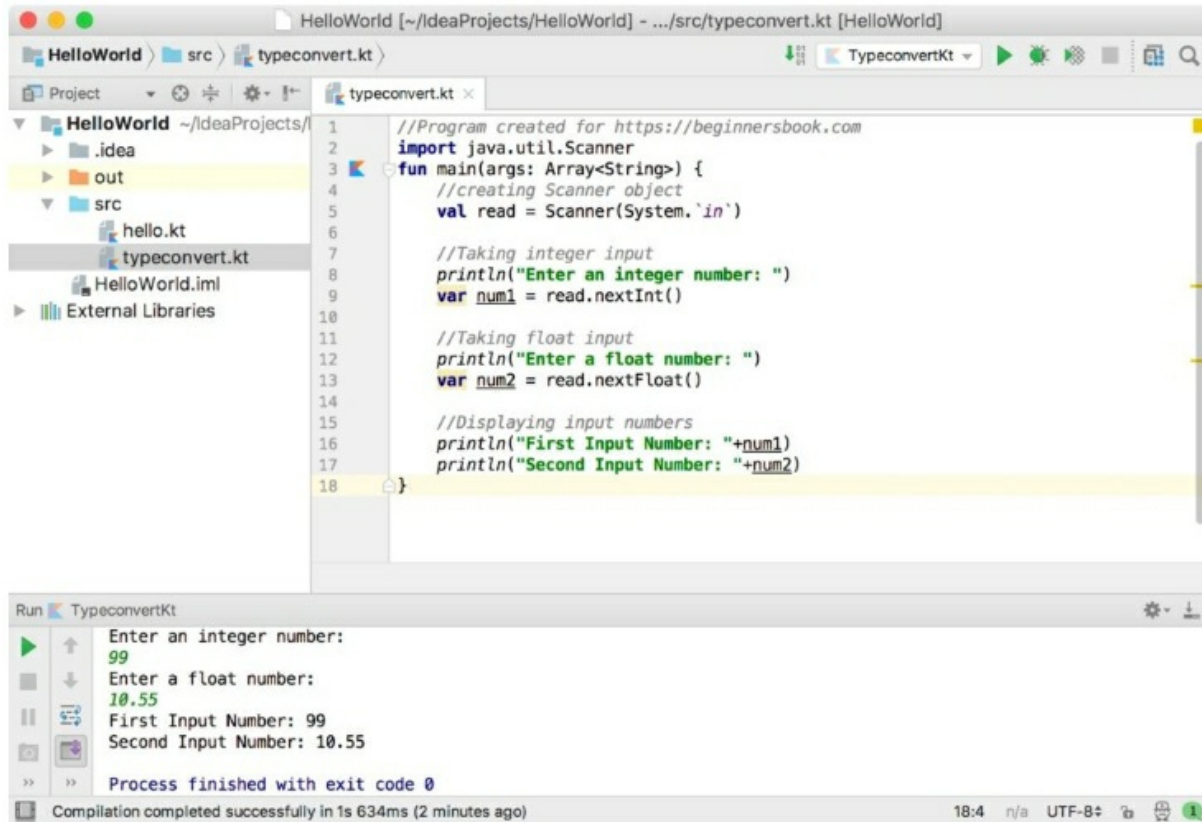 HelloWorld [~/IdeaProjects/HelloWorld] - .../src/typeconvert.kt [HelloWorld]
HelloWorld src typeconvert.kt TypeconvertKt
Project
typeconvert.kt
HelloWorld ~/IdeaProjects/
.idea
out
src
hello.kt
typeconvert.kt
HelloWorld.iml
External Libraries
1 //Program created for https://beginnersbook.com
2 import java.util.Scanner
3 fun main(args: Array<String>) {
4 //creating Scanner object
5 val read = Scanner(System.`in`)
6
7 //Taking integer input
8 println("Enter an integer number: ")
9 var num1 = read.nextInt()
10
11 //Taking float input
12 println("Enter a float number: ")
13 var num2 = read.nextFloat()
14
15 //Displaying input numbers
16 println("First Input Number: "+num1)
17 println("Second Input Number: "+num2)
18 }
Run TypeconvertKt
Enter an integer number:
99
Enter a float number:
10.55
First Input Number: 99
Second Input Number: 10.55
Process finished with exit code 0
Compilation completed successfully in 1s 634ms (2 minutes ago) 18:4 n/a UTF-8 1